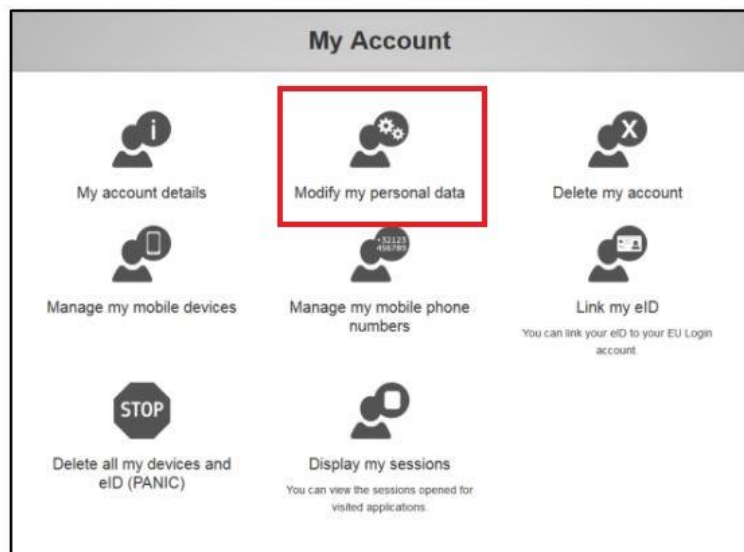 My Account
My account details
Modify my personal data
Delete my account
Manage my mobile devices
+32123
456789
Manage my mobile phone
numbers
Link my eID
You can link your eID to your EU Login
account.
STOP
Delete all my devices and
eID (PANIC)
Display my sessions
You can view the sessions opened for
visited applications